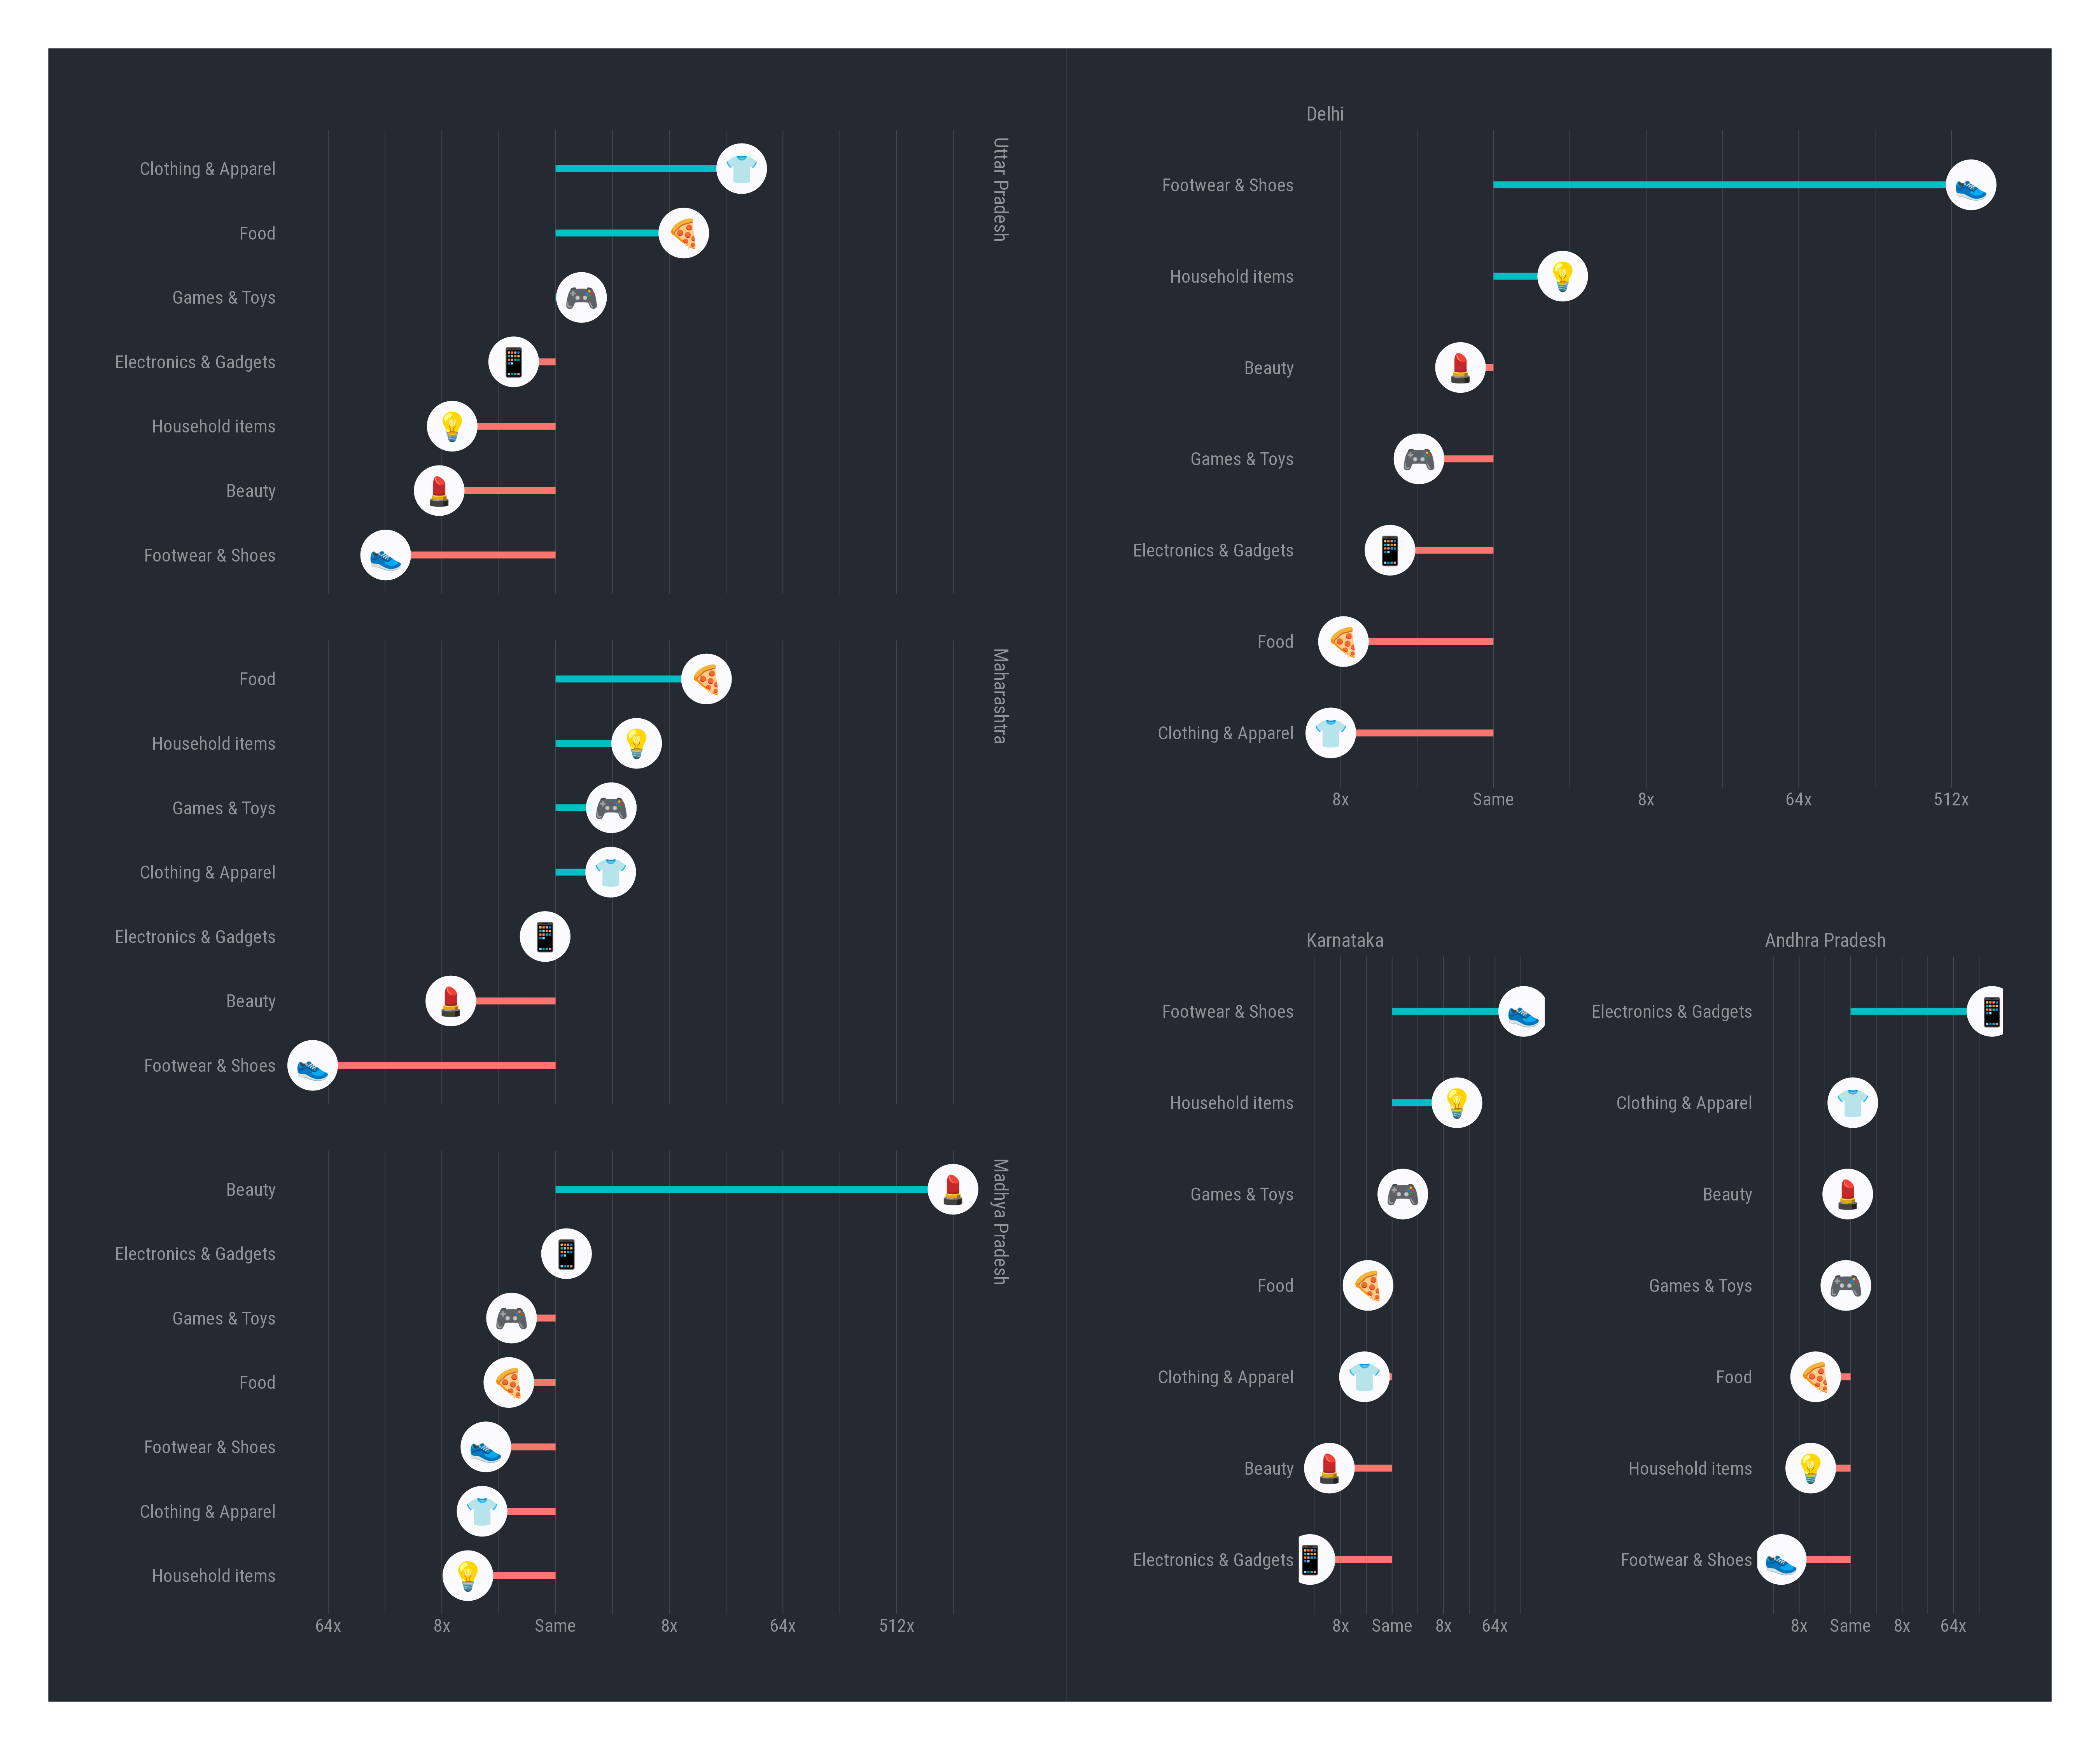 Uttar Pradesh
Clothing & Apparel
Food
Games & Toys
Electronics & Gadgets
Household items
Beauty
Footwear & Shoes
Maharashtra
Food
Household items
Games & Toys
Clothing & Apparel
Electronics & Gadgets
Beauty
Footwear & Shoes
Madhya Pradesh
Beauty
Electronics & Gadgets
Games & Toys
Food
Footwear & Shoes
Clothing & Apparel
Household items
64x 8x Same 8x 64x 512x
Delhi
Footwear & Shoes
Household items
Beauty
Games & Toys
Electronics & Gadgets
Food
Clothing & Apparel
8x Same 8x 64x 512x
Karnataka
Footwear & Shoes
Household items
Games & Toys
Food
Clothing & Apparel
Beauty
Electronics & Gadgets
8x Same 8x 64x
Andhra Pradesh
Electronics & Gadgets
Clothing & Apparel
Beauty
Games & Toys
Food
Household items
Footwear & Shoes
8x Same 8x 64x